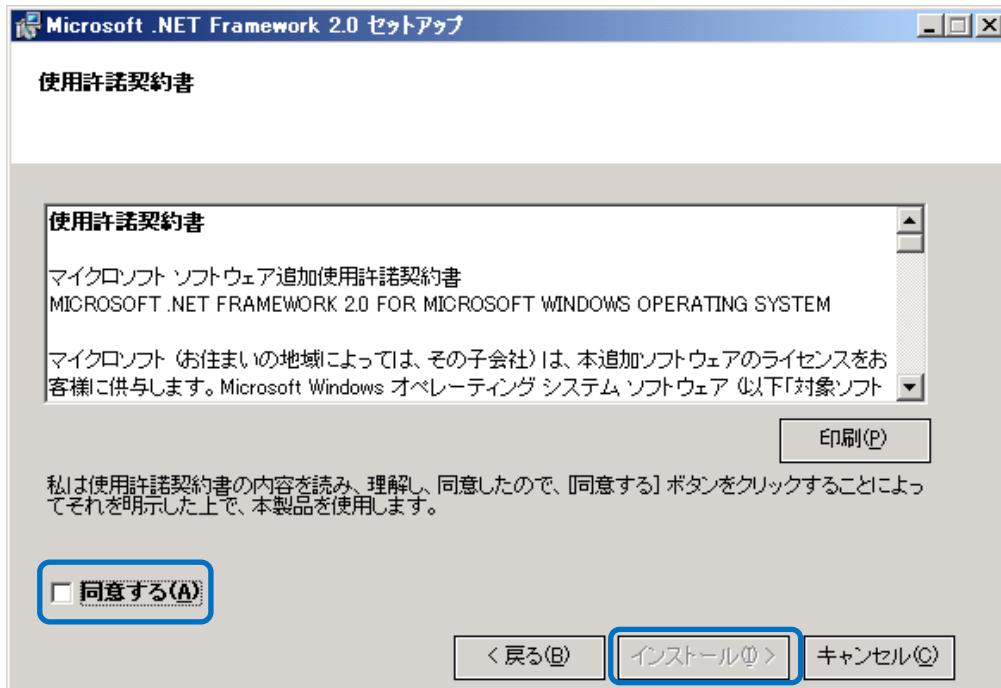 Microsoft .NET Framework 2.0 セットアップ
使用許諾契約書
使用許諾契約書
マイクロソフト ソフトウェア追加使用許諾契約書
MICROSOFT .NET FRAMEWORK 2.0 FOR MICROSOFT WINDOWS OPERATING SYSTEM
マイクロソフト (お住まいの地域によっては、その子会社) は、本追加ソフトウェアのライセンスをお
客様に供与します。Microsoft Windows オペレーティング システム ソフトウェア (以下「対象ソフト
印刷(P)
私は使用許諾契約書の内容を読み、理解し、同意したので、[同意する] ボタンをクリックすることによっ
てそれを明示した上で、本製品を使用します。
同意する(A)
< 戻る(B)
インストール(I) >
キャンセル(C)